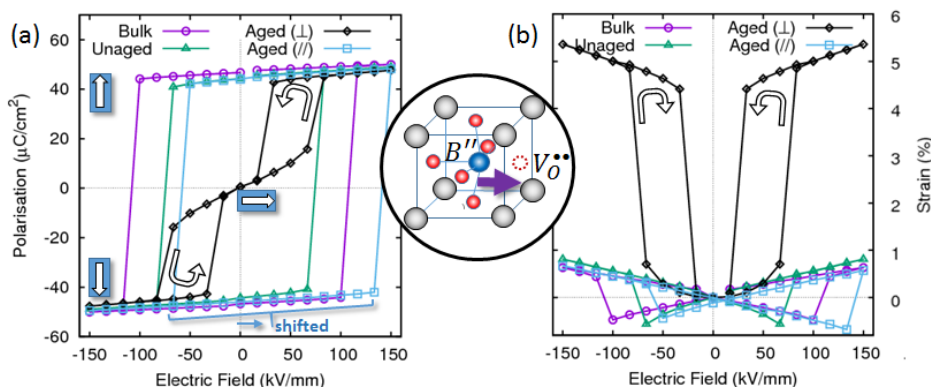 (a)
Bulk
Unaged
Aged (⊥)
Aged (//)
60
40
20
0
-20
-40
-60
Polarisation (μC/cm²)
shifted
-150 -100 -50 0 50 100 150
Electric Field (kV/mm)
B′′
V_O^••
(b)
Bulk
Unaged
Aged (⊥)
Aged (//)
6
5
4
3
2
1
0
Strain (%)
-150 -100 -50 0 50 100 150
Electric Field (kV/mm)